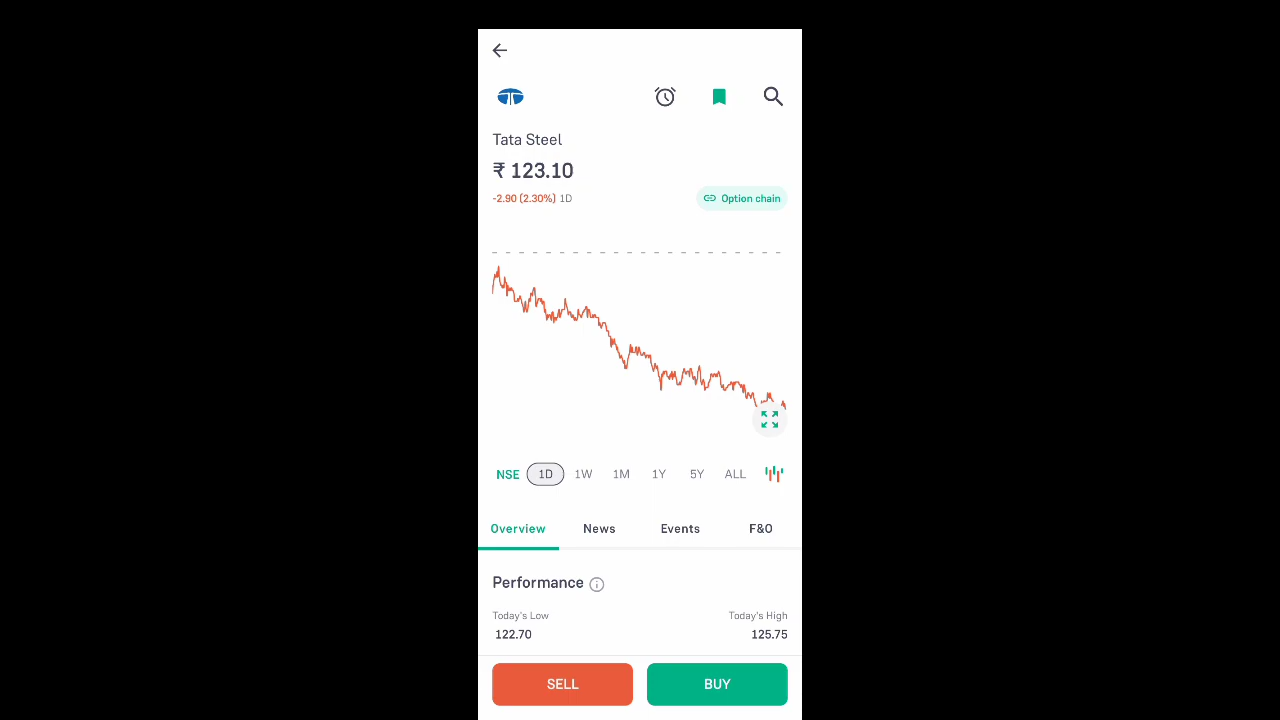 Tata Steel
₹ 123.10
-2.90 (2.30%) 1D
Option chain
NSE 1D 1W 1M 1Y 5Y ALL
Overview News Events F&O
Performance
Today's Low Today's High
122.70 125.75
SELL BUY